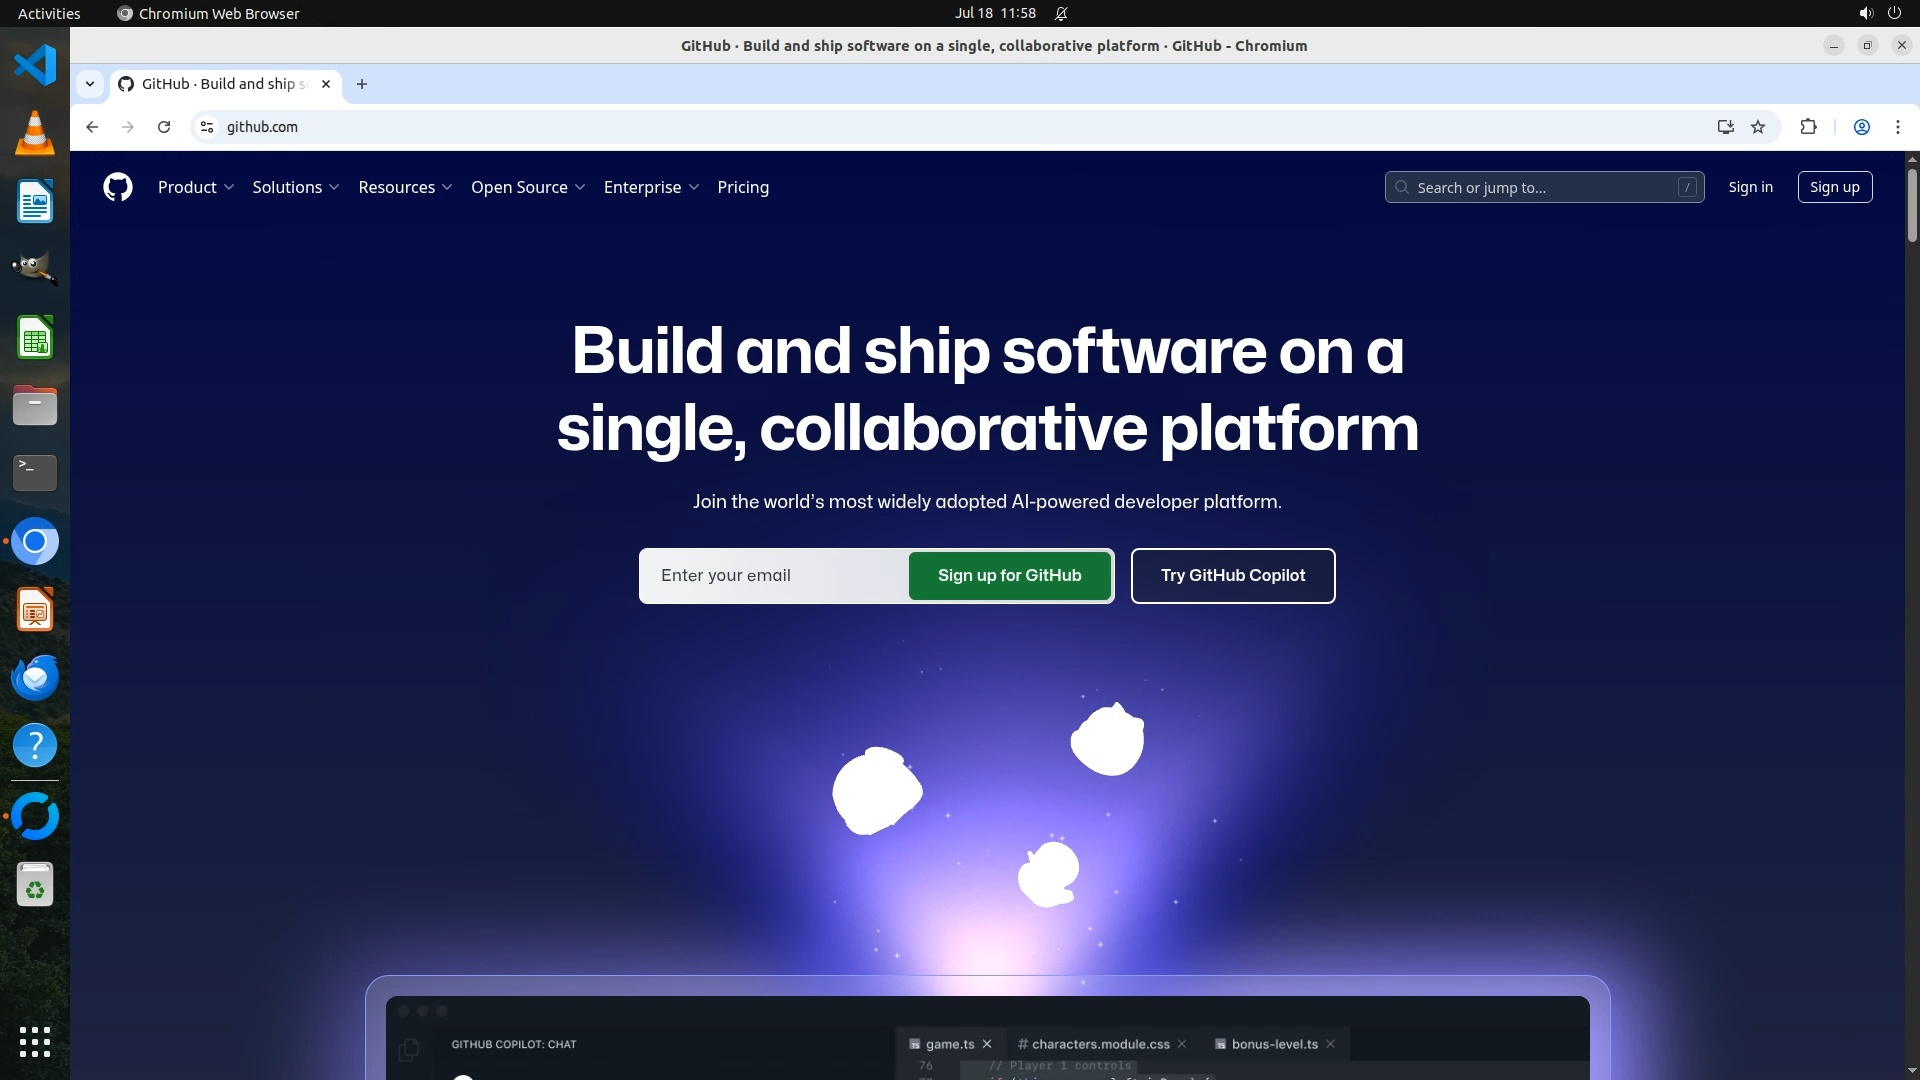 Activities
Chromium Web Browser
Jul 18 11:58
GitHub · Build and ship software on a single, collaborative platform · GitHub - Chromium
GitHub · Build and ship
github.com
Product
Solutions
Resources
Open Source
Enterprise
Pricing
Search or jump to...
/
Sign in
Sign up
Build and ship software on a
single, collaborative platform
Join the world's most widely adopted AI-powered developer platform.
Enter your email
Sign up for GitHub
Try GitHub Copilot
GITHUB COPILOT: CHAT
game.ts
# characters.module.css
bonus-level.ts
76 // Player 1 controls